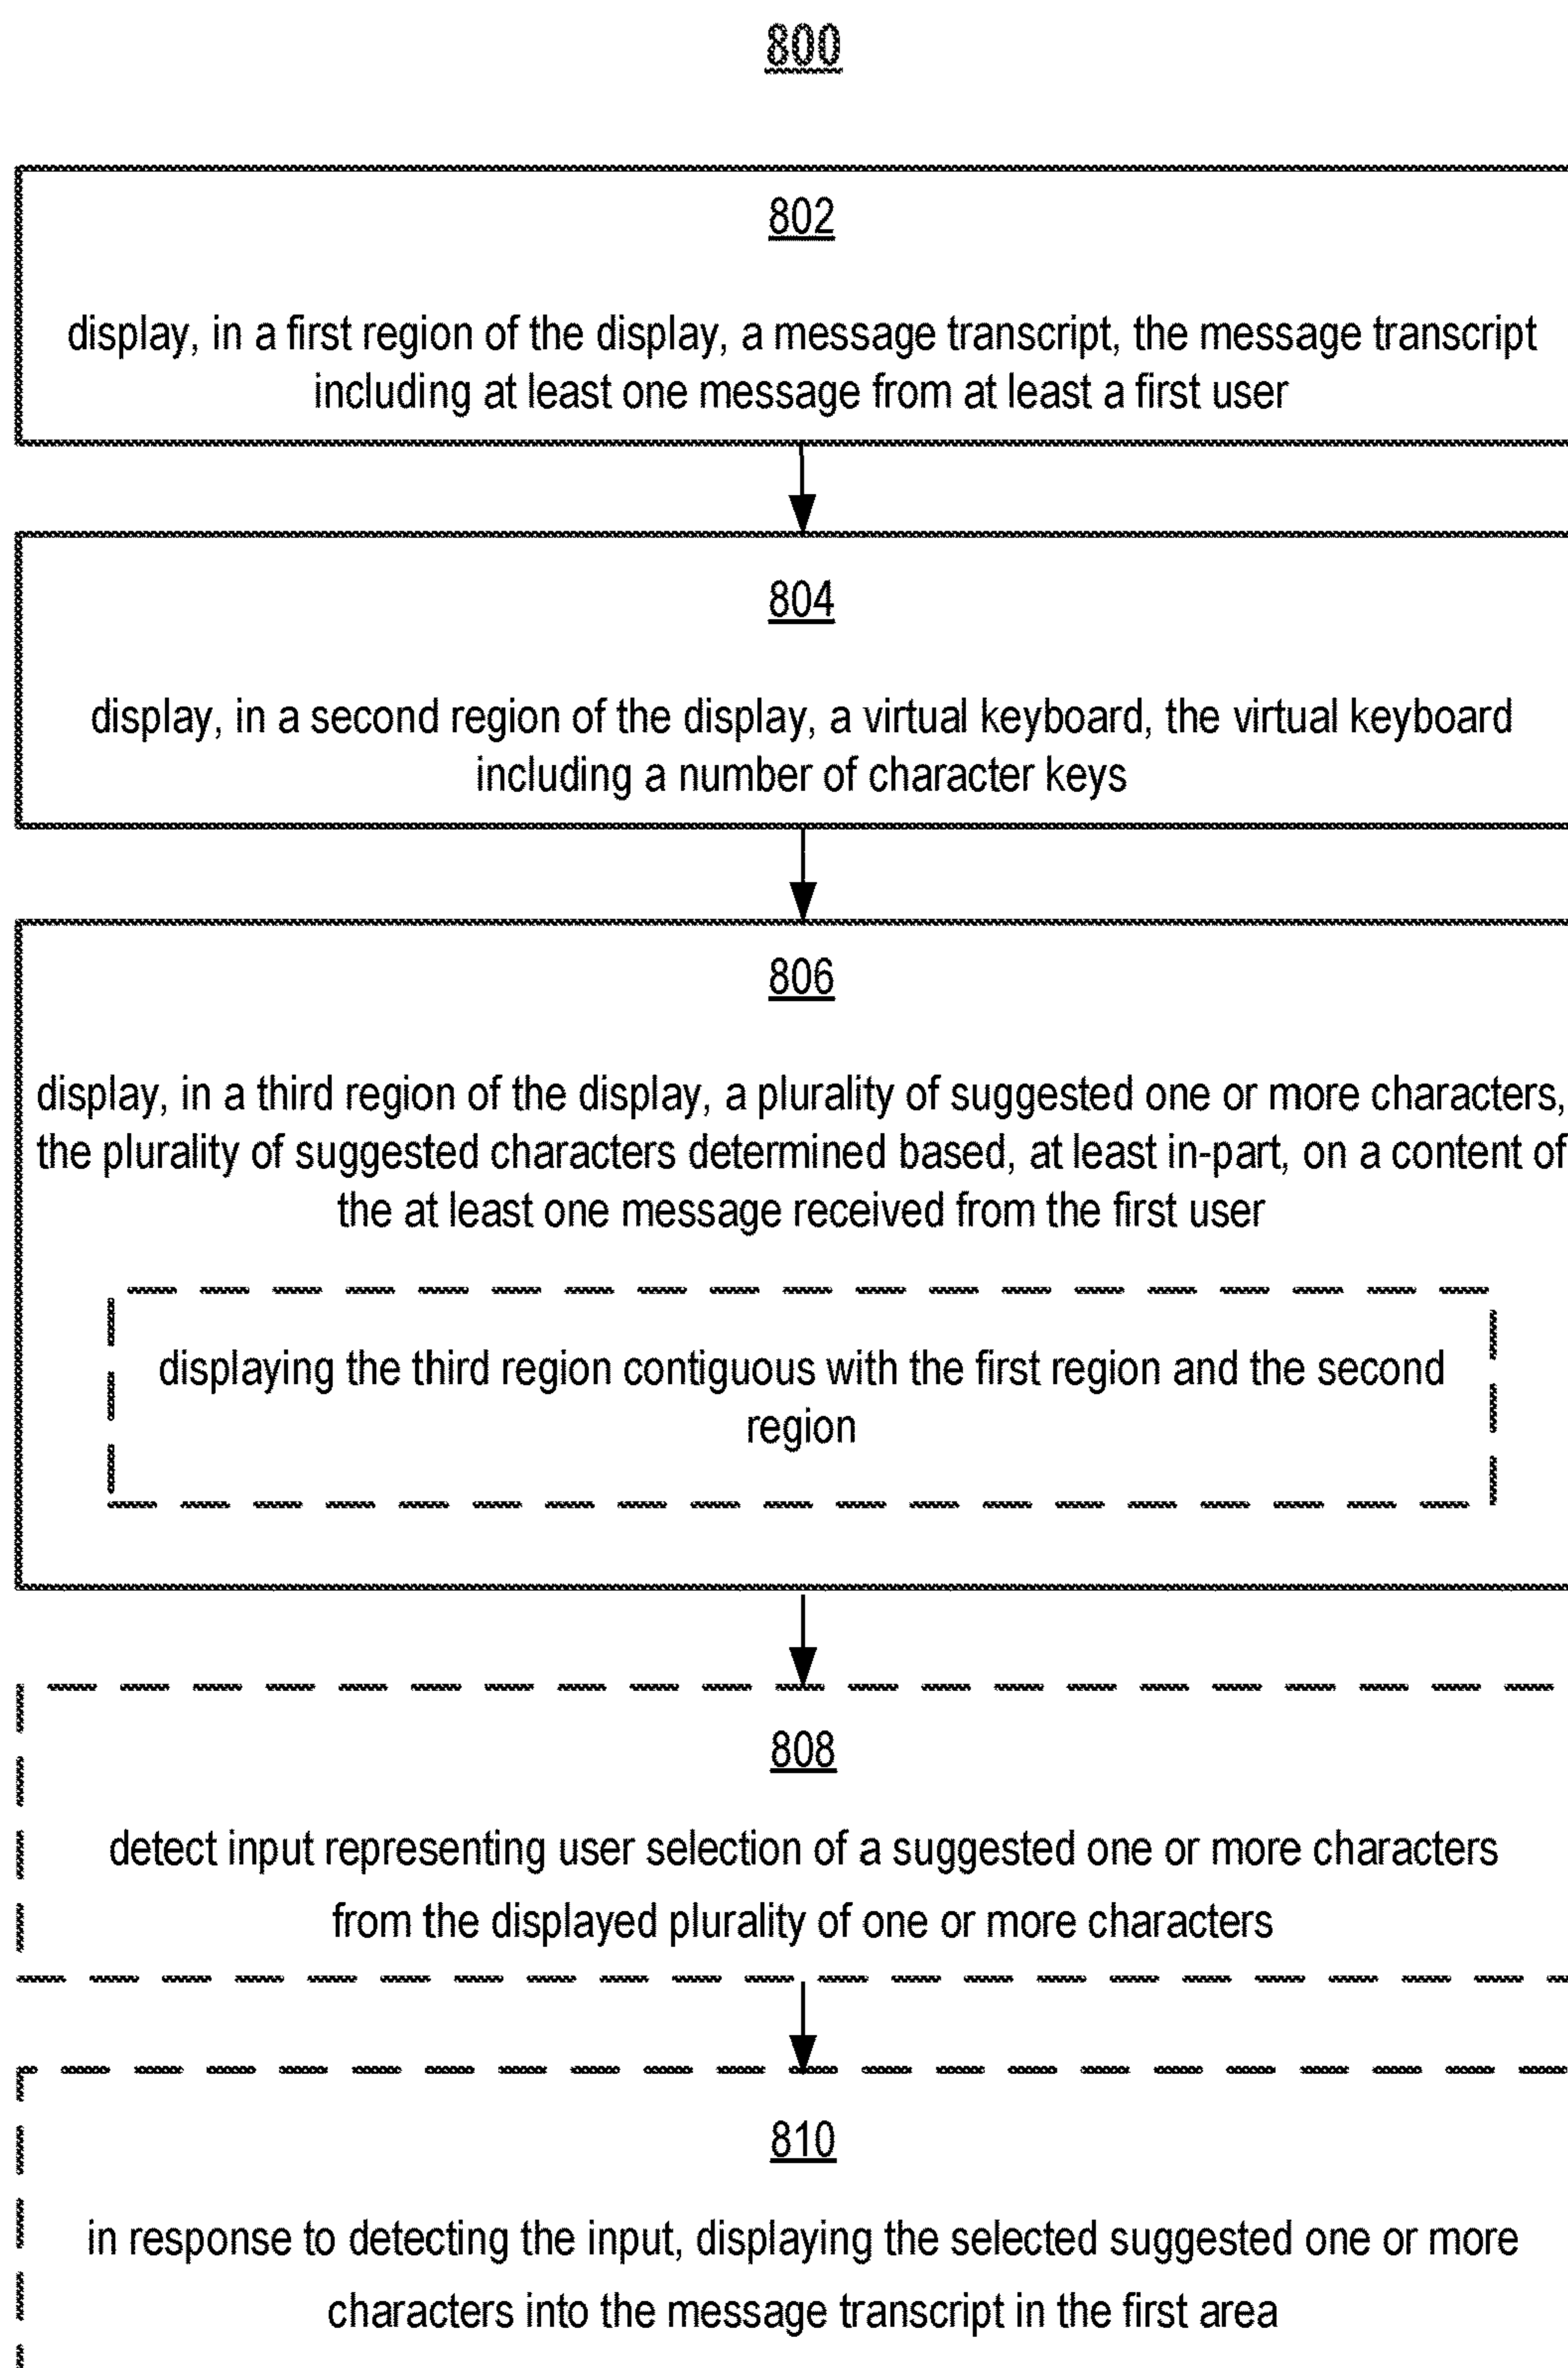 800
802
display, in a first region of the display, a message transcript, the message transcript
including at least one message from at least a first user
804
display, in a second region of the display, a virtual keyboard, the virtual keyboard
including a number of character keys
806
display, in a third region of the display, a plurality of suggested one or more characters,
the plurality of suggested characters determined based, at least in-part, on a content of
the at least one message received from the first user
displaying the third region contiguous with the first region and the second
region
808
detect input representing user selection of a suggested one or more characters
from the displayed plurality of one or more characters
810
in response to detecting the input, displaying the selected suggested one or more
characters into the message transcript in the first area